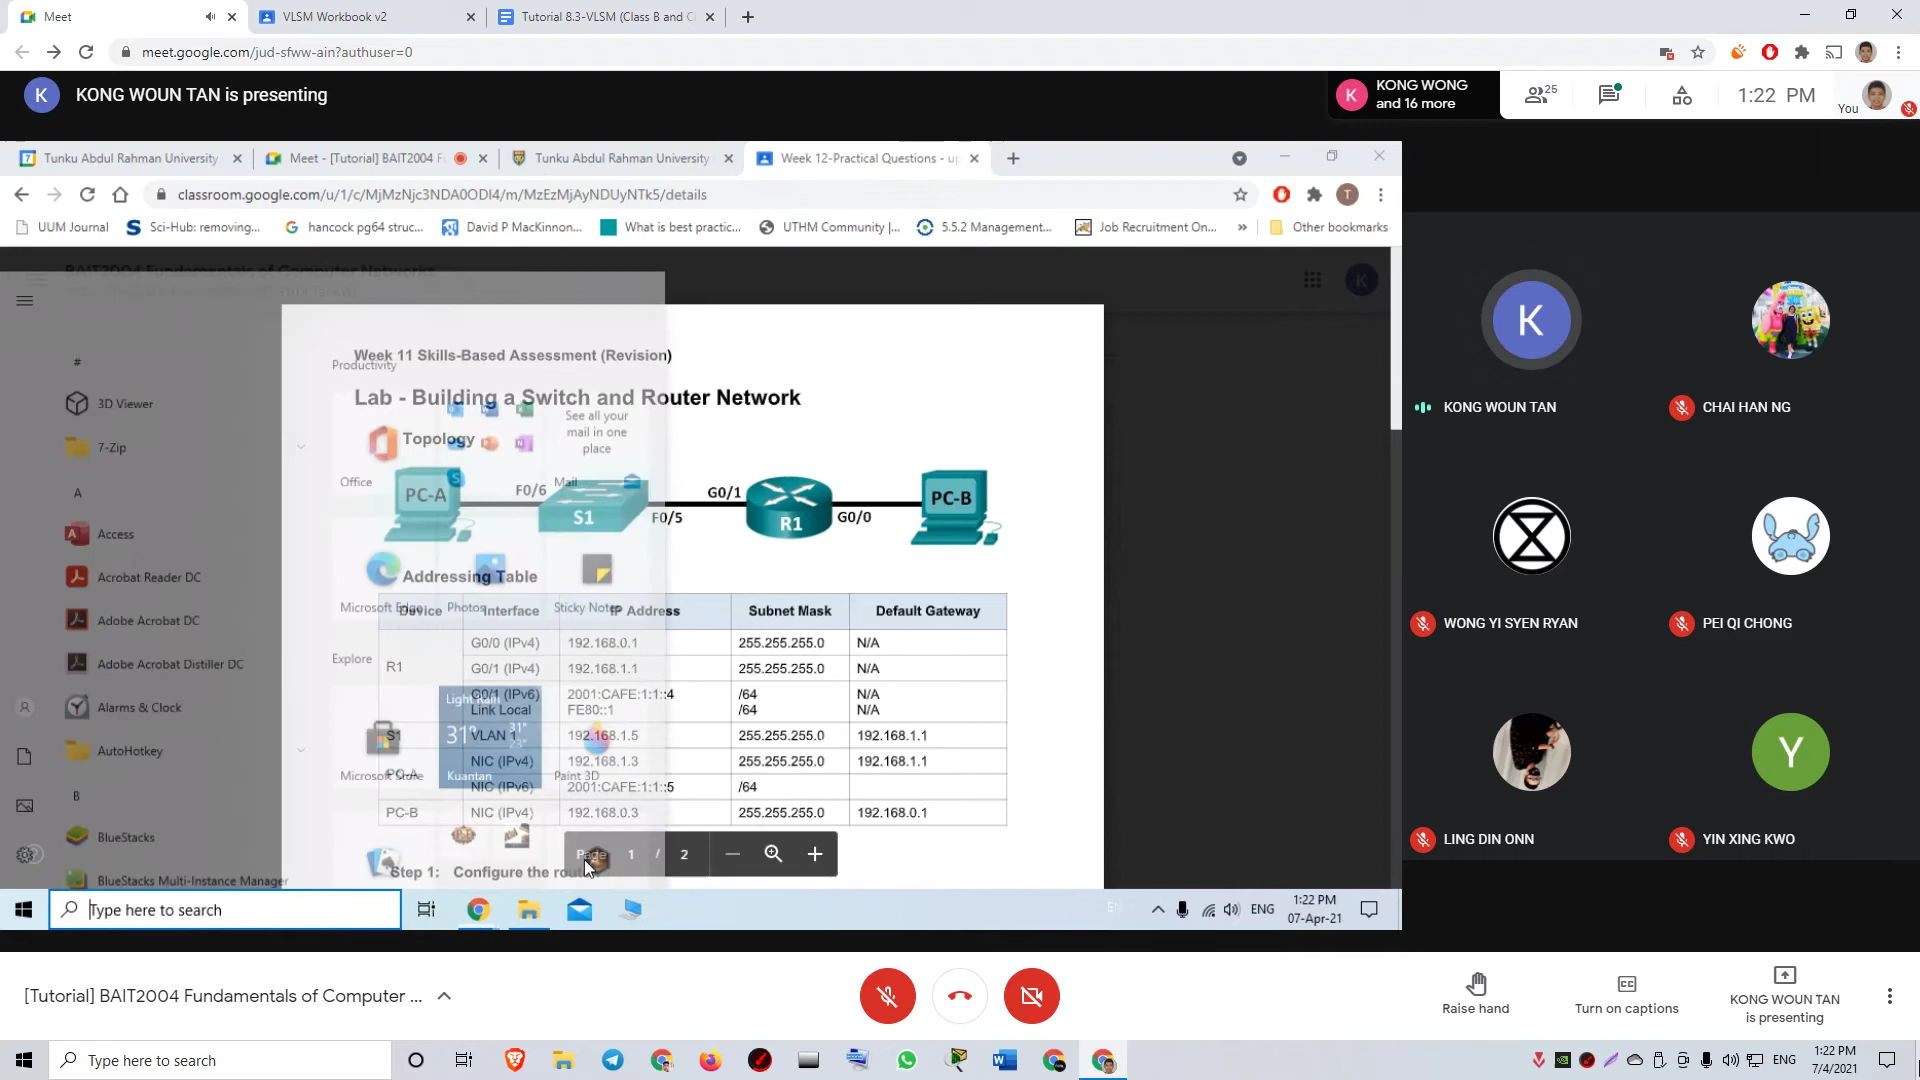 Meet
VLSM Workbook v2
Tutorial 8.3-VLSM (Class B and C
meet.google.com/jud-sfww-ain?authuser=0
K
KONG WOUN TAN is presenting
K
KONG WONG
and 16 more
25
1:22 PM
You
Tunku Abdul Rahman University
Meet - [Tutorial] BAIT2004 F
Tunku Abdul Rahman University
Week 12-Practical Questions - up
classroom.google.com/u/1/c/MjMzNjc3NDA0ODI4/m/MzEzMjAyNDUyNTk5/details
T
UUM Journal
Sci-Hub: removing...
hancock pg64 struc...
David P MacKinnon...
What is best practic...
UTHM Community |...
5.5.2 Management...
Job Recruitment On...
»
Other bookmarks
BAIT2004 Fundamentals of Computer Networks
K
Week 11 Skills-Based Assessment (Revision)
Productivity
Lab - Building a Switch and Router Network
See all your
mail in one
place
Topology
Office
Mail
PC-A
F0/6
S1
F0/5
G0/1
R1
G0/0
PC-B
Addressing Table
Microsoft Edge
Photos
Sticky Notes
Device
Interface
IP Address
Subnet Mask
Default Gateway
R1
G0/0 (IPv4)
192.168.0.1
255.255.255.0
N/A
G0/1 (IPv4)
192.168.1.1
255.255.255.0
N/A
G0/1 (IPv6)
2001:CAFE:1:1::4
/64
N/A
Link Local
FE80::1
/64
N/A
S1
VLAN 1
192.168.1.5
255.255.255.0
192.168.1.1
PC-A
NIC (IPv4)
192.168.1.3
255.255.255.0
192.168.1.1
NIC (IPv6)
2001:CAFE:1:1::5
/64
PC-B
NIC (IPv4)
192.168.0.3
255.255.255.0
192.168.0.1
Explore
Light Rain
31°
31°
23°
Microsoft Store
Kuantan
Paint 3D
Page 1 / 2
Step 1: Configure the
#
3D Viewer
7-Zip
A
Access
Acrobat Reader DC
Adobe Acrobat DC
Adobe Acrobat Distiller DC
Alarms & Clock
AutoHotkey
B
BlueStacks
BlueStacks Multi-Instance Manager
Type here to search
ENG
1:22 PM
07-Apr-21
K
KONG WOUN TAN
CHAI HAN NG
WONG YI SYEN RYAN
PEI QI CHONG
LING DIN ONN
Y
YIN XING KWO
[Tutorial] BAIT2004 Fundamentals of Computer ...
Raise hand
Turn on captions
KONG WOUN TAN
is presenting
Type here to search
ENG
1:22 PM
7/4/2021